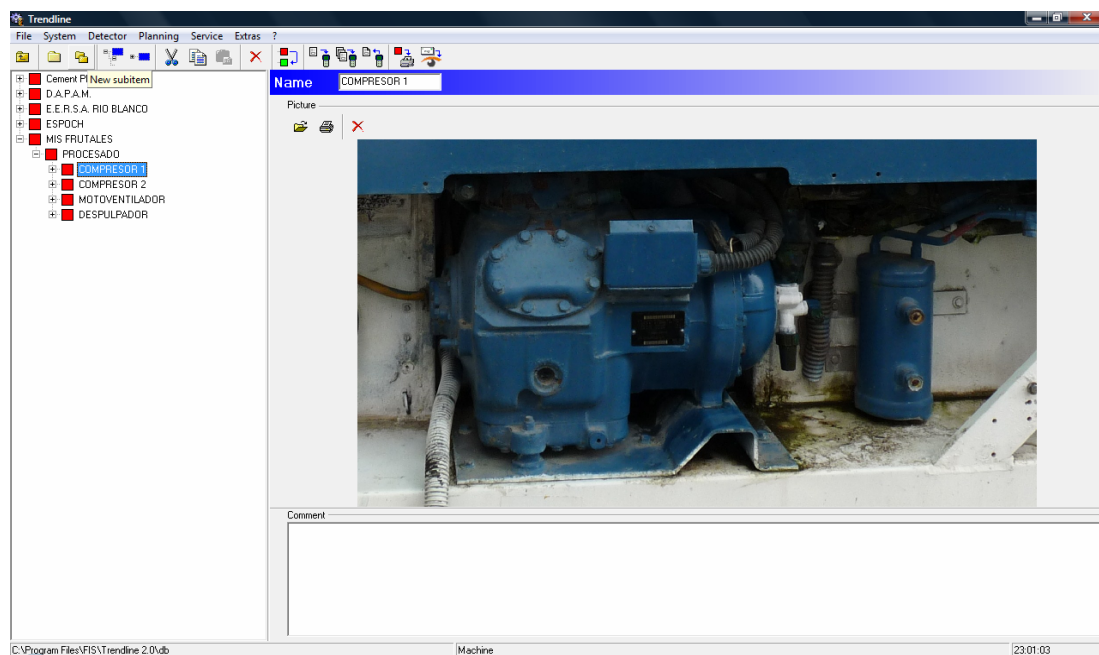 Trendline
File System Detector Planning Service Extras ?
New subitem
Cement Pl
D.A.P.A.M.
E.E.R.S.A. RIO BLANCO
ESPOCH
MIS FRUTALES
PROCESADO
COMPRESOR 1
COMPRESOR 2
MOTOVENTILADOR
DESPULPADOR
Name COMPRESOR 1
Picture
Comment
C:\Program Files\FIS\Trendline 2.0\db Machine 23:01:03